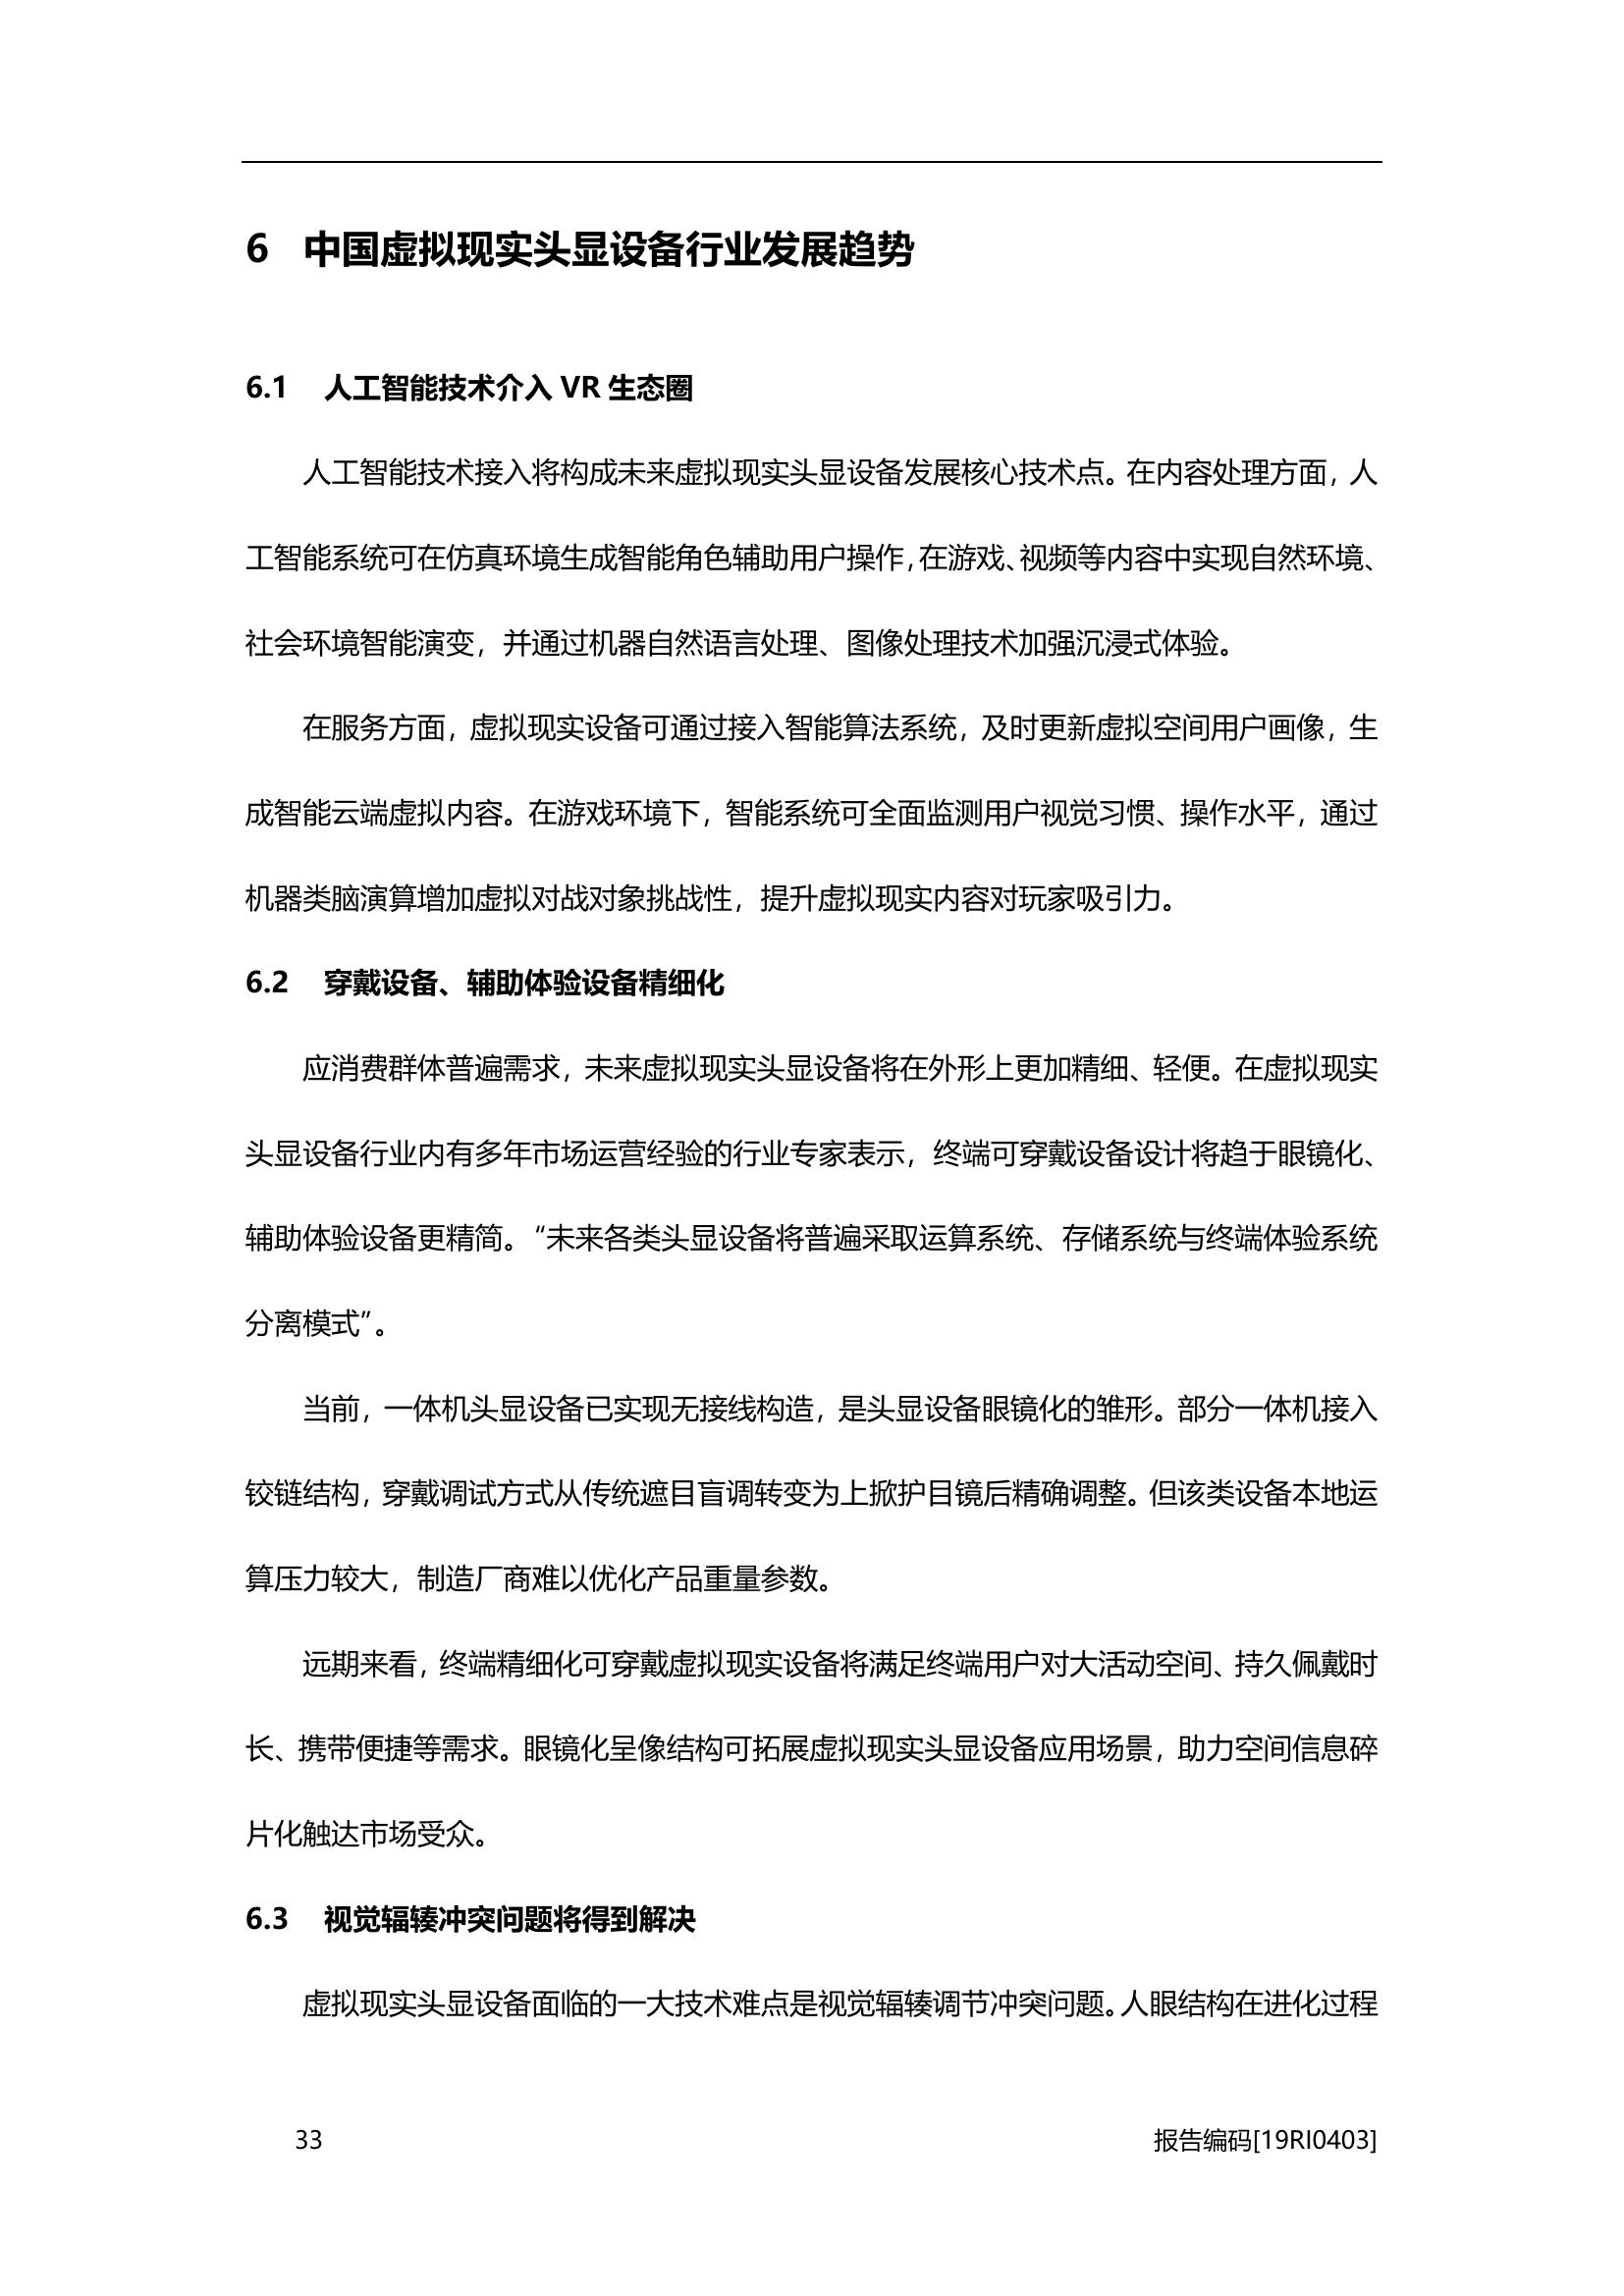 6 中国虚拟现实头显设备行业发展趋势
6.1 人工智能技术介入 VR 生态圈
人工智能技术接入将构成未来虚拟现实头显设备发展核心技术点。在内容处理方面，人
工智能系统可在仿真环境生成智能角色辅助用户操作，在游戏、视频等内容中实现自然环境、
社会环境智能演变，并通过机器自然语言处理、图像处理技术加强沉浸式体验。
在服务方面，虚拟现实设备可通过接入智能算法系统，及时更新虚拟空间用户画像，生
成智能云端虚拟内容。在游戏环境下，智能系统可全面监测用户视觉习惯、操作水平，通过
机器类脑演算增加虚拟对战对象挑战性，提升虚拟现实内容对玩家吸引力。
6.2 穿戴设备、辅助体验设备精细化
应消费群体普遍需求，未来虚拟现实头显设备将在外形上更加精细、轻便。在虚拟现实
头显设备行业内有多年市场运营经验的行业专家表示，终端可穿戴设备设计将趋于眼镜化、
辅助体验设备更精简。“未来各类头显设备将普遍采取运算系统、存储系统与终端体验系统
分离模式”。
当前，一体机头显设备已实现无接线构造，是头显设备眼镜化的雏形。部分一体机接入
铰链结构，穿戴调试方式从传统遮目盲调转变为上掀护目镜后精确调整。但该类设备本地运
算压力较大，制造厂商难以优化产品重量参数。
远期来看，终端精细化可穿戴虚拟现实设备将满足终端用户对大活动空间、持久佩戴时
长、携带便捷等需求。眼镜化呈像结构可拓展虚拟现实头显设备应用场景，助力空间信息碎
片化触达市场受众。
6.3 视觉辐辏冲突问题将得到解决
虚拟现实头显设备面临的一大技术难点是视觉辐辏调节冲突问题。人眼结构在进化过程
33 报告编码[19RI0403]